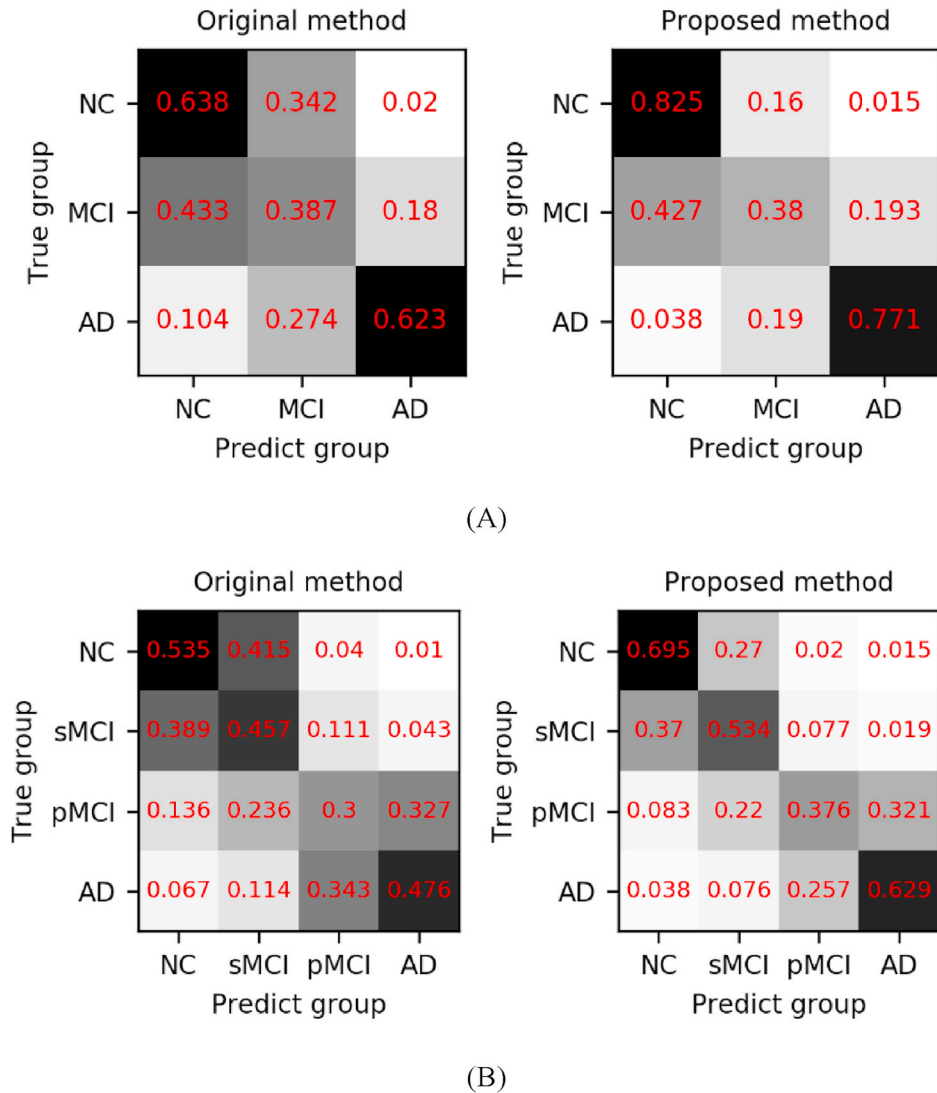 Original method
Proposed method
NC 0.638 0.342 0.02
MCI 0.433 0.387 0.18
AD 0.104 0.274 0.623
NC MCI AD
Predict group
True group
NC 0.825 0.16 0.015
MCI 0.427 0.38 0.193
AD 0.038 0.19 0.771
NC MCI AD
Predict group
True group
(A)
Original method
Proposed method
NC 0.535 0.415 0.04 0.01
sMCI 0.389 0.457 0.111 0.043
pMCI 0.136 0.236 0.3 0.327
AD 0.067 0.114 0.343 0.476
NC sMCI pMCI AD
Predict group
True group
NC 0.695 0.27 0.02 0.015
sMCI 0.37 0.534 0.077 0.019
pMCI 0.083 0.22 0.376 0.321
AD 0.038 0.076 0.257 0.629
NC sMCI pMCI AD
Predict group
True group
(B)